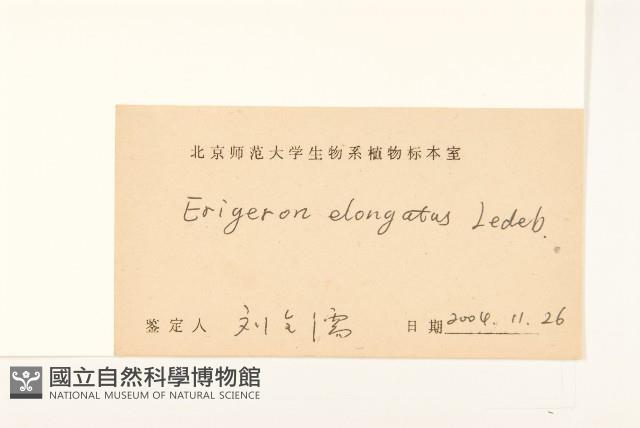 北京师范大学生物系植物标本室
Erigeron elongatus Ledeb.
鉴定人 刘全儒 日期 2004.11.26
國立自然科學博物館
NATIONAL MUSEUM OF NATURAL SCIENCE